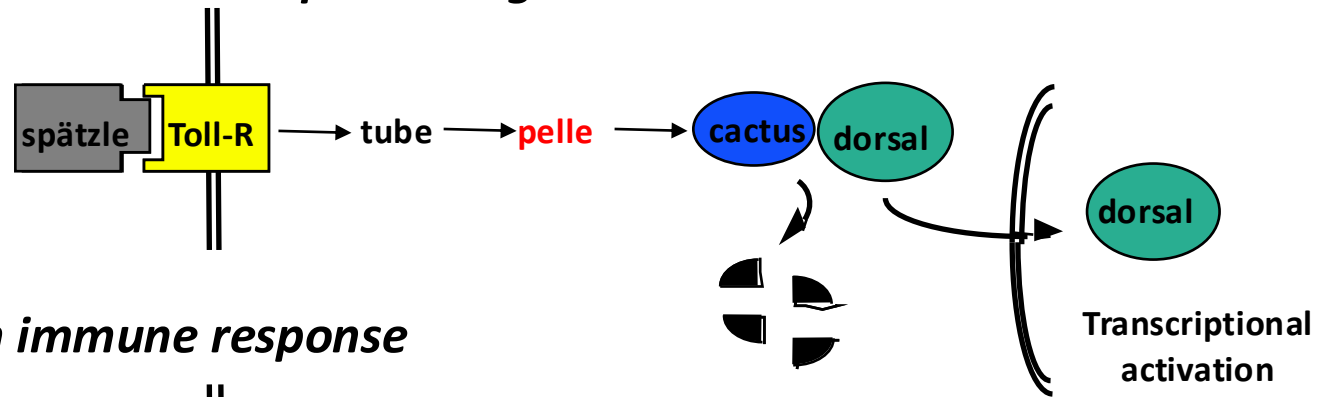 spätzle
Toll-R
tube
pelle
cactus
dorsal
dorsal
immune response
Transcriptional
activation